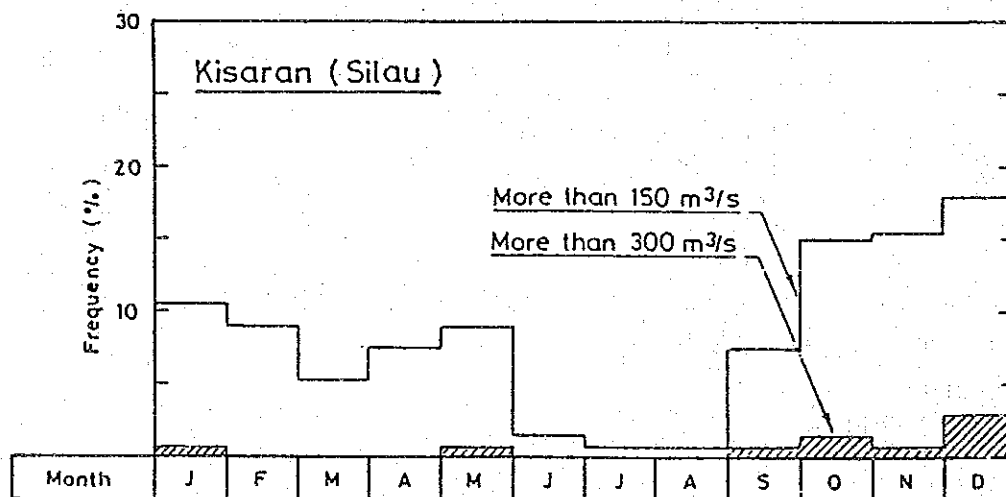 30
Kisaran (Silau)
20
More than 150 m³/s
More than 300 m³/s
10
Frequency (%)
Month J F M A M J J A S O N D